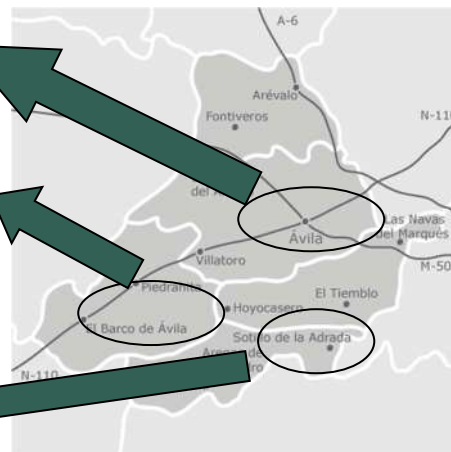 A-6
Arévalo
Fontiveros
N-110
del
Las Navas
del Marqués
Ávila
M-50
Villatoro
Piedrahita
El Tiemblo
Hoyocasero
El Barco de Ávila
Sotillo de la Adrada
N-110